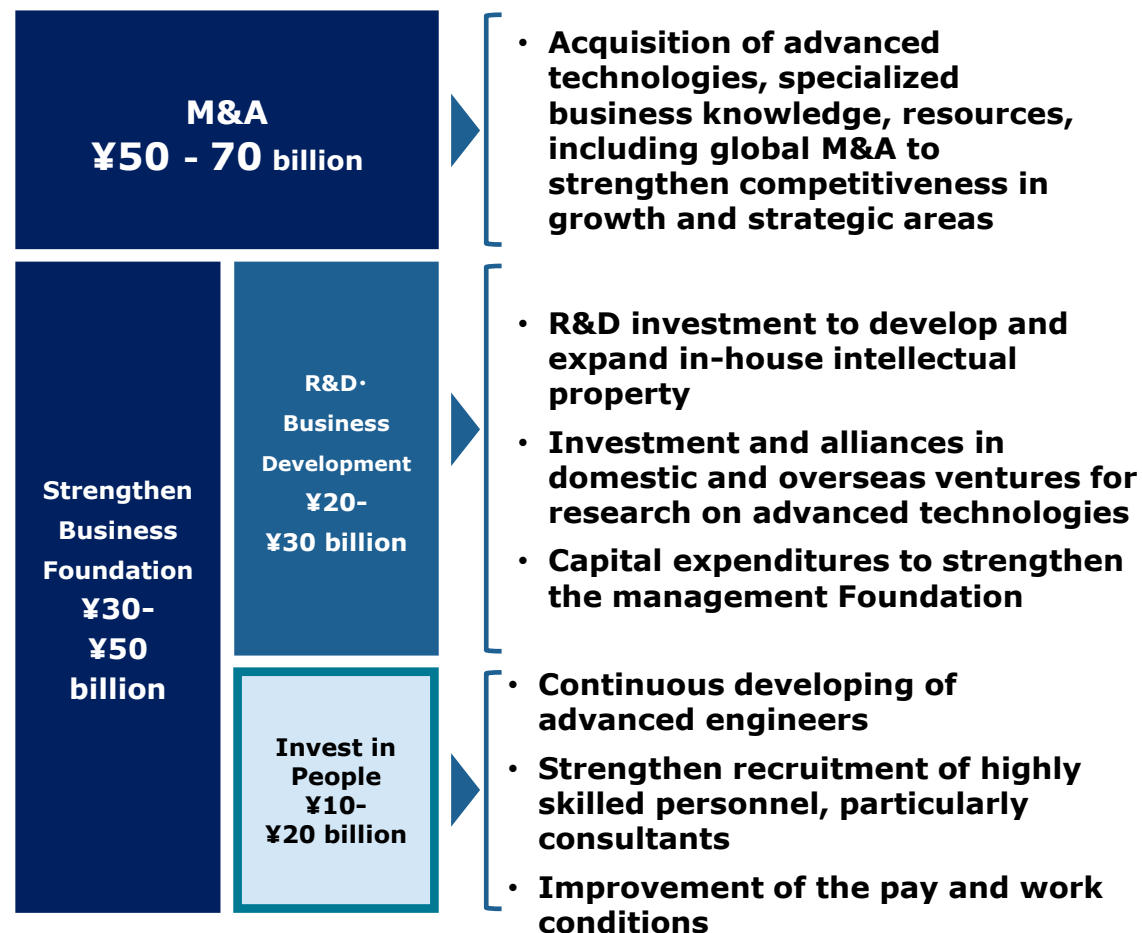 M&A
¥50 - 70 billion
• Acquisition of advanced
technologies, specialized
business knowledge, resources,
including global M&A to
strengthen competitiveness in
growth and strategic areas
Strengthen
Business
Foundation
¥30-
¥50
billion
R&D･
Business
Development
¥20-
¥30 billion
• R&D investment to develop and
expand in-house intellectual
property
• Investment and alliances in
domestic and overseas ventures for
research on advanced technologies
• Capital expenditures to strengthen
the management Foundation
Invest in
People
¥10-
¥20 billion
• Continuous developing of
advanced engineers
• Strengthen recruitment of highly
skilled personnel, particularly
consultants
• Improvement of the pay and work
conditions